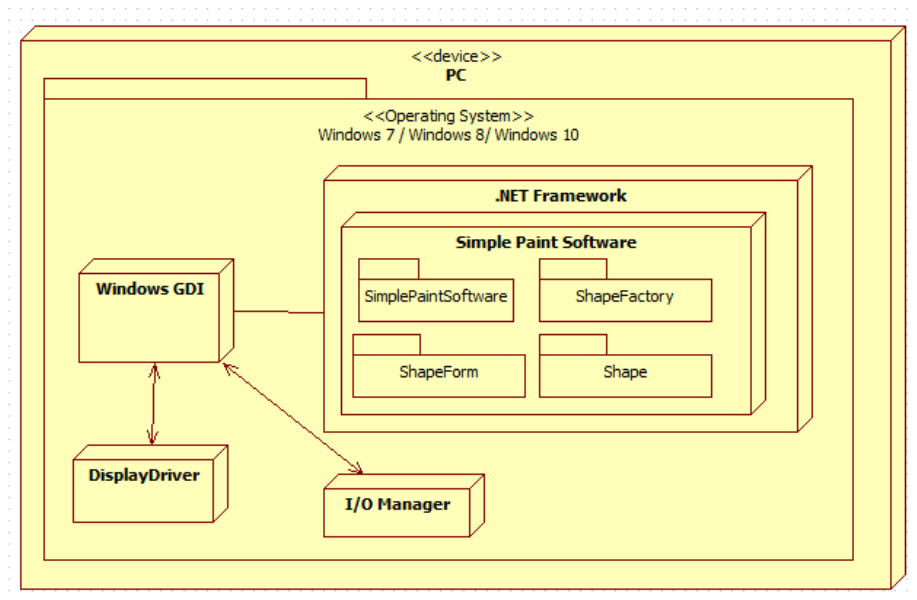 <<device>>
PC
<<Operating System>>
Windows 7 / Windows 8/ Windows 10
.NET Framework
Simple Paint Software
SimplePaintSoftware
ShapeFactory
ShapeForm
Shape
Windows GDI
DisplayDriver
I/O Manager